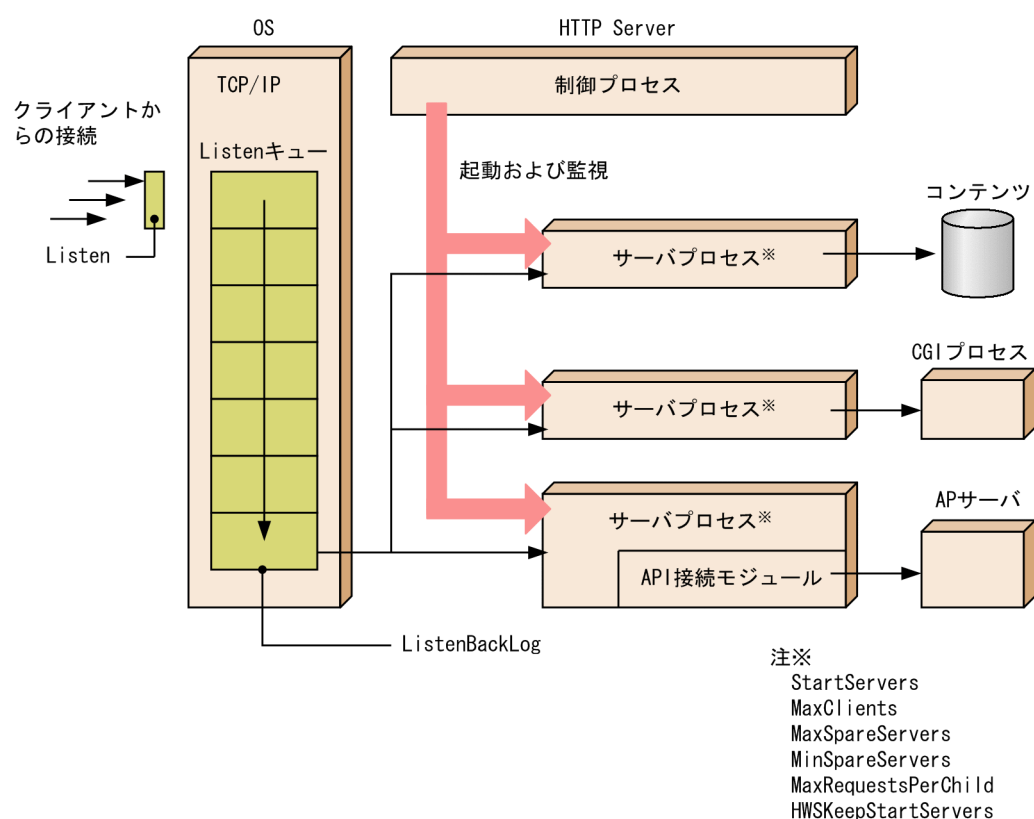 OS
HTTP Server
TCP/IP
制御プロセス
クライアントか
らの接続
Listenキュー
起動および監視
コンテンツ
Listen
サーバプロセス※
CGIプロセス
サーバプロセス※
APサーバ
サーバプロセス※
API接続モジュール
ListenBackLog
注※
StartServers
MaxClients
MaxSpareServers
MinSpareServers
MaxRequestsPerChild
HWSKeepStartServers